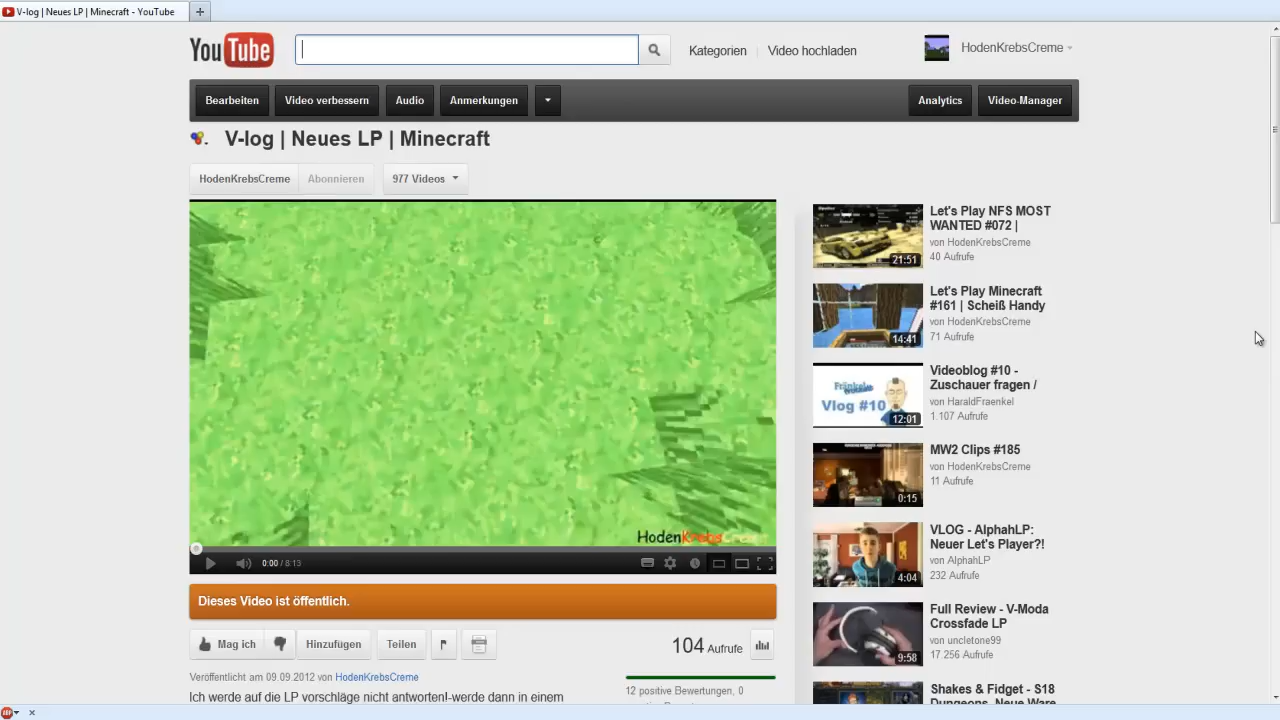 V-log | Neues LP | Minecraft - YouTube
YouTube
Kategorien
Video hochladen
HodenKrebsCreme
Bearbeiten
Video verbessern
Audio
Anmerkungen
Analytics
Video-Manager
V-log | Neues LP | Minecraft
HodenKrebsCreme
Abonnieren
977 Videos
HodenKrebsCreme
0:00 / 8:13
Dieses Video ist öffentlich.
Mag ich
Hinzufügen
Teilen
104 Aufrufe
Veröffentlicht am 09.09.2012 von HodenKrebsCreme
12 positive Bewertungen, 0
Ich werde auf die LP vorschläge nicht antworten!-werde dann in einem
21:51
Let's Play NFS MOST
WANTED #072 |
von HodenKrebsCreme
40 Aufrufe
14:41
Let's Play Minecraft
#161 | Scheiß Handy
von HodenKrebsCreme
71 Aufrufe
Vlog #10
12:01
Videoblog #10 -
Zuschauer fragen /
von HaraldFraenkel
1.107 Aufrufe
0:15
MW2 Clips #185
von HodenKrebsCreme
11 Aufrufe
4:04
VLOG - AlphahLP:
Neuer Let's Player?!
von AlphahLP
232 Aufrufe
9:58
Full Review - V-Moda
Crossfade LP
von uncletone99
17.256 Aufrufe
Shakes & Fidget - S18
Dungeons, Neue Ware